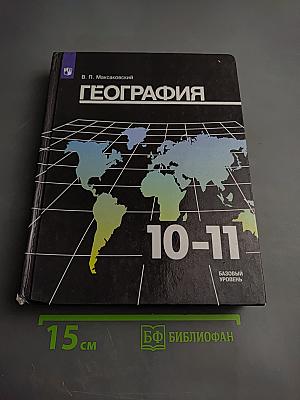 В. П. Максаковский
ГЕОГРАФИЯ
10–11
БАЗОВЫЙ
УРОВЕНЬ
15 см
БФ БИБЛИОФАН